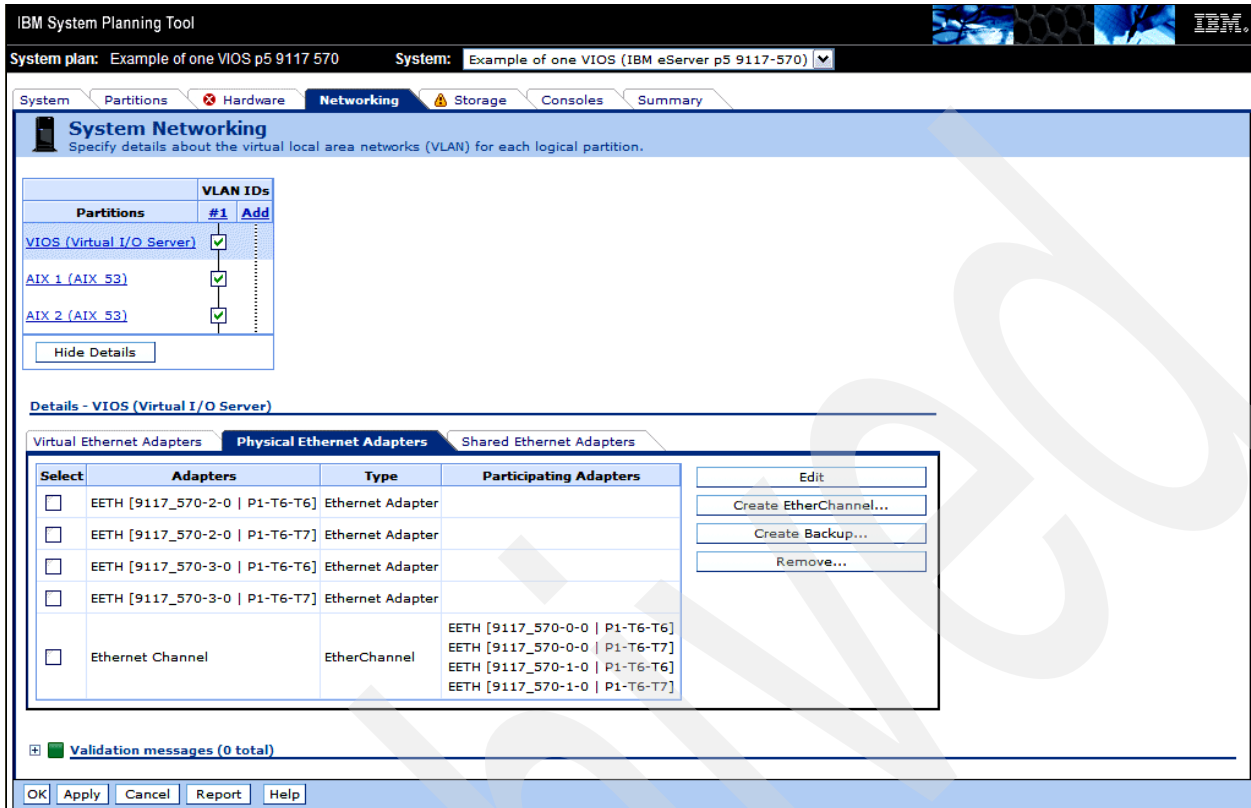 IBM System Planning Tool
IBM.
System plan: Example of one VIOS p5 9117 570 System: Example of one VIOS (IBM eServer p5 9117-570)
System Partitions Hardware Networking Storage Consoles Summary
System Networking
Specify details about the virtual local area networks (VLAN) for each logical partition.
VLAN IDs
Partitions #1 Add
VIOS (Virtual I/O Server)
AIX 1 (AIX 53)
AIX 2 (AIX 53)
Hide Details
Details - VIOS (Virtual I/O Server)
Virtual Ethernet Adapters Physical Ethernet Adapters Shared Ethernet Adapters
Select Adapters Type Participating Adapters
EETH [9117_570-2-0 | P1-T6-T6] Ethernet Adapter
EETH [9117_570-2-0 | P1-T6-T7] Ethernet Adapter
EETH [9117_570-3-0 | P1-T6-T6] Ethernet Adapter
EETH [9117_570-3-0 | P1-T6-T7] Ethernet Adapter
Ethernet Channel EtherChannel
EETH [9117_570-0-0 | P1-T6-T6]
EETH [9117_570-0-0 | P1-T6-T7]
EETH [9117_570-1-0 | P1-T6-T6]
EETH [9117_570-1-0 | P1-T6-T7]
Edit
Create EtherChannel...
Create Backup...
Remove...
Validation messages (0 total)
OK Apply Cancel Report Help